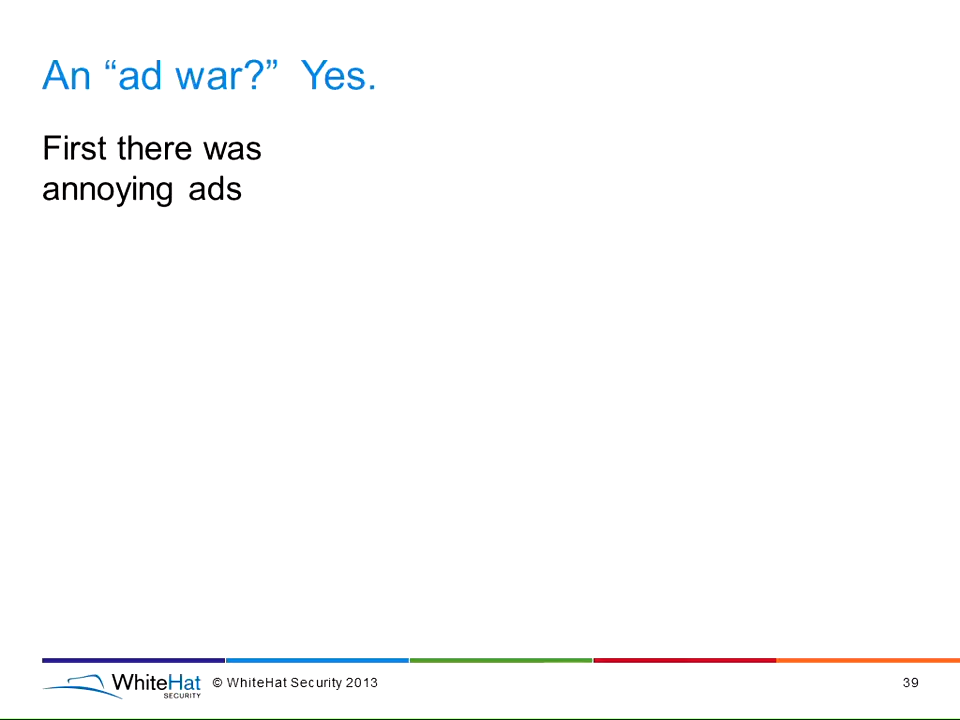 An “ad war?” Yes.
First there was
annoying ads
WhiteHat
SECURITY
© WhiteHat Security 2013
39